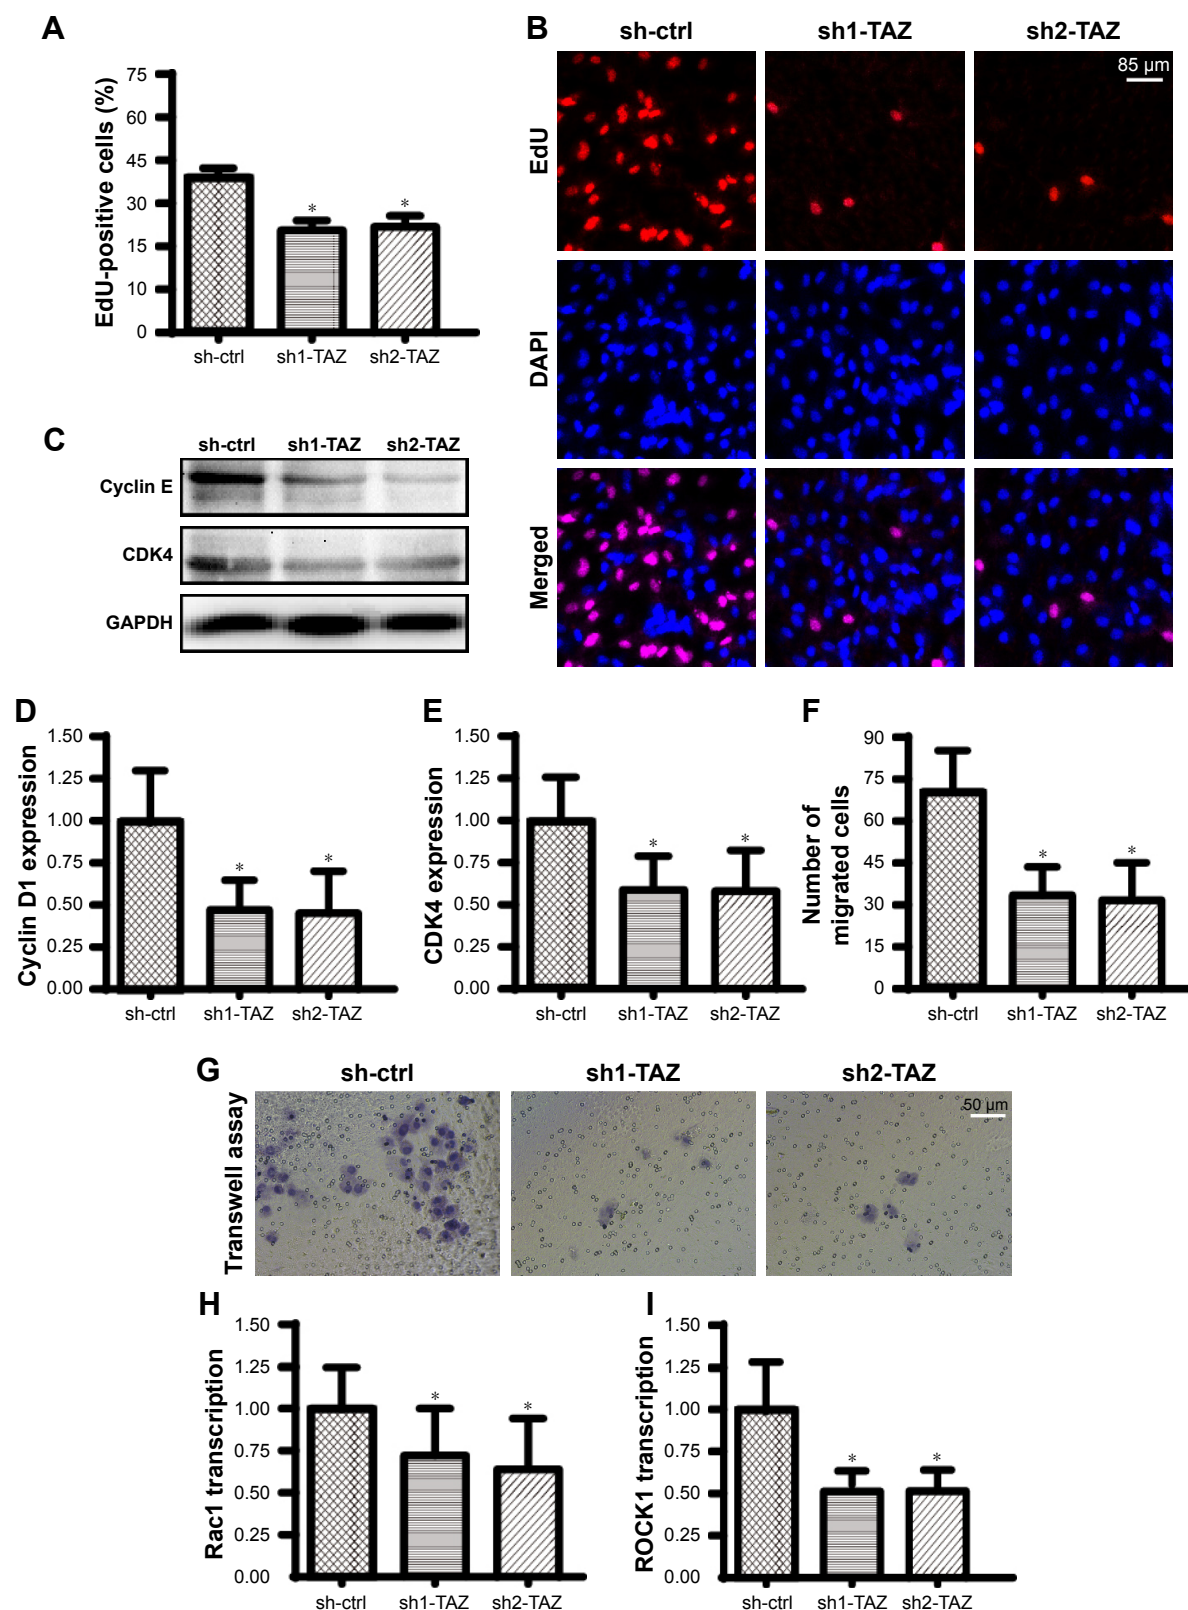 A
EdU-positive cells (%)
75
60
45
30
15
10
0
*
*
sh-ctrl
sh1-TAZ
sh2-TAZ
B
sh-ctrl
sh1-TAZ
sh2-TAZ
85 µm
EdU
DAPI
Merged
C
sh-ctrl
sh1-TAZ
sh2-TAZ
Cyclin E
CDK4
GAPDH
D
Cyclin D1 expression
1.50
1.25
1.00
0.75
0.50
0.25
0.00
*
*
sh-ctrl
sh1-TAZ
sh2-TAZ
E
CDK4 expression
1.50
1.25
1.00
0.75
0.50
0.25
0.00
*
*
sh-ctrl
sh1-TAZ
sh2-TAZ
F
Number of
migrated cells
90
75
60
45
30
15
0
*
*
sh-ctrl
sh1-TAZ
sh2-TAZ
G
sh-ctrl
sh1-TAZ
sh2-TAZ
Transwell assay
50 µm
H
Rac1 transcription
1.50
1.25
1.00
0.75
0.50
0.25
0.00
*
*
sh-ctrl
sh1-TAZ
sh2-TAZ
I
ROCK1 transcription
1.50
1.25
1.00
0.75
0.50
0.25
0.00
*
*
sh-ctrl
sh1-TAZ
sh2-TAZ